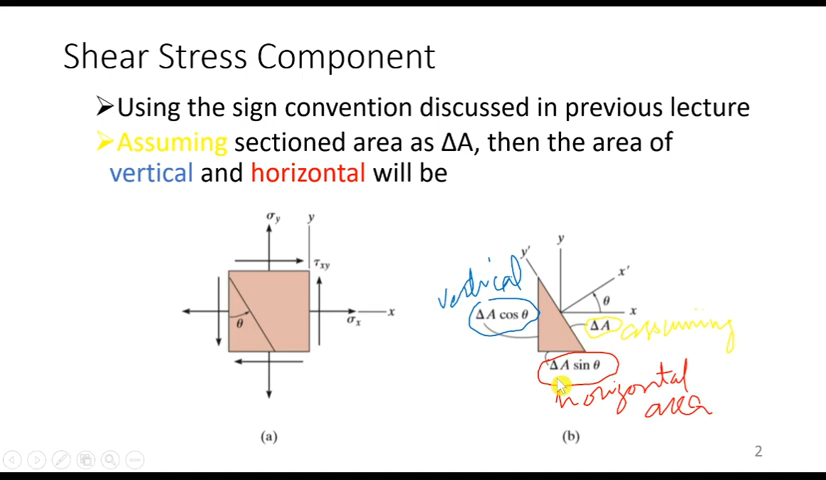 Shear Stress Component
➢Using the sign convention discussed in previous lecture
➢Assuming sectioned area as ΔA, then the area of
vertical and horizontal will be
σy y
τxy
σx x
θ
(a)
y
y′
x′
θ
x
vertical
ΔA cos θ
ΔA assuming
ΔA sin θ
horizontal
area
(b)
2